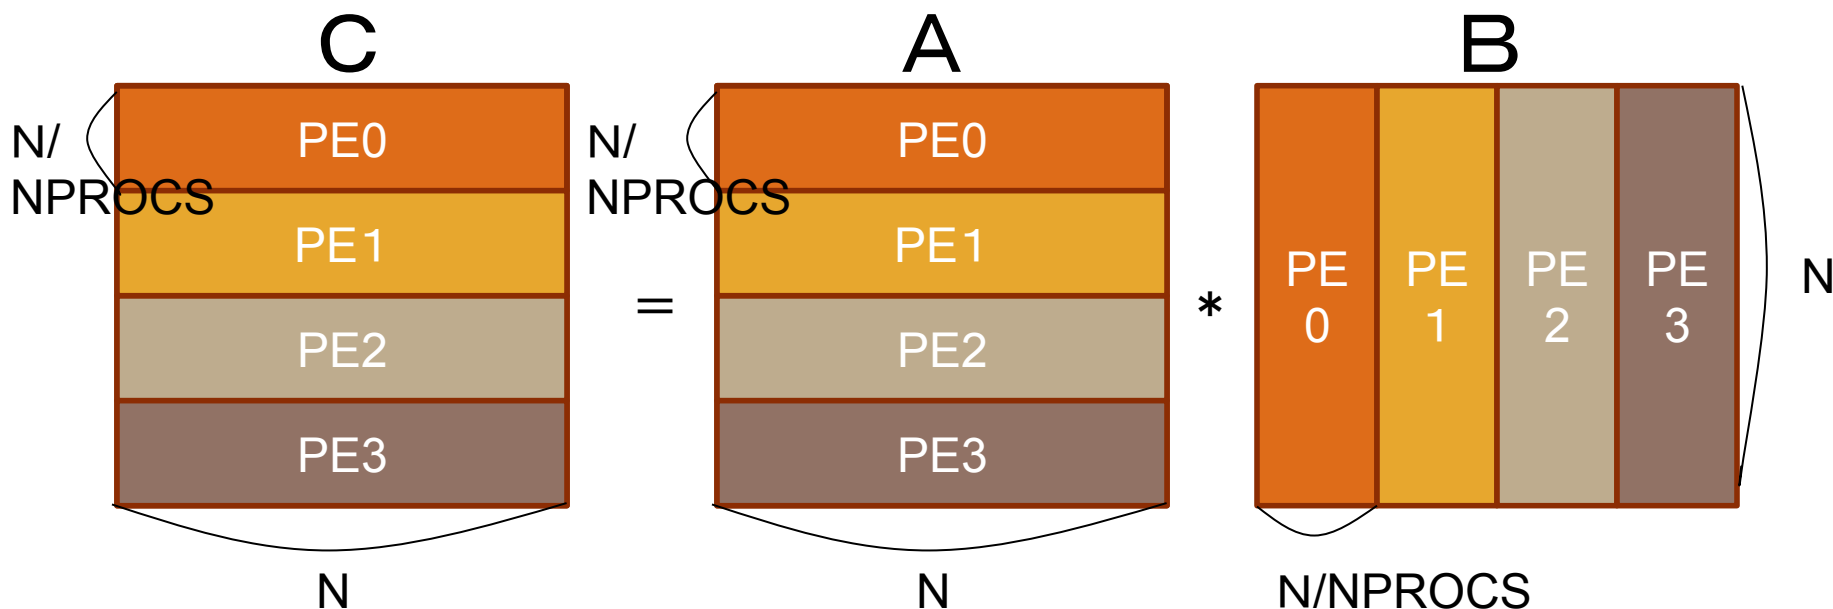 C
A
B
N/
NPROCS
PE0
PE1
PE2
PE3
N
=
N/
NPROCS
PE0
PE1
PE2
PE3
N
*
PE
0
PE
1
PE
2
PE
3
N
N/NPROCS